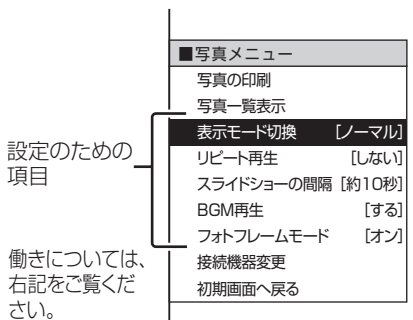 ■写真メニュー
写真の印刷
写真一覧表示
表示モード切換 [ノーマル]
リピート再生 [しない]
スライドショーの間隔 [約10秒]
BGM再生 [する]
フォトフレームモード [オン]
接続機器変更
初期画面へ戻る
設定のための
項目
働きについては、
右記をご覧くだ
さい。